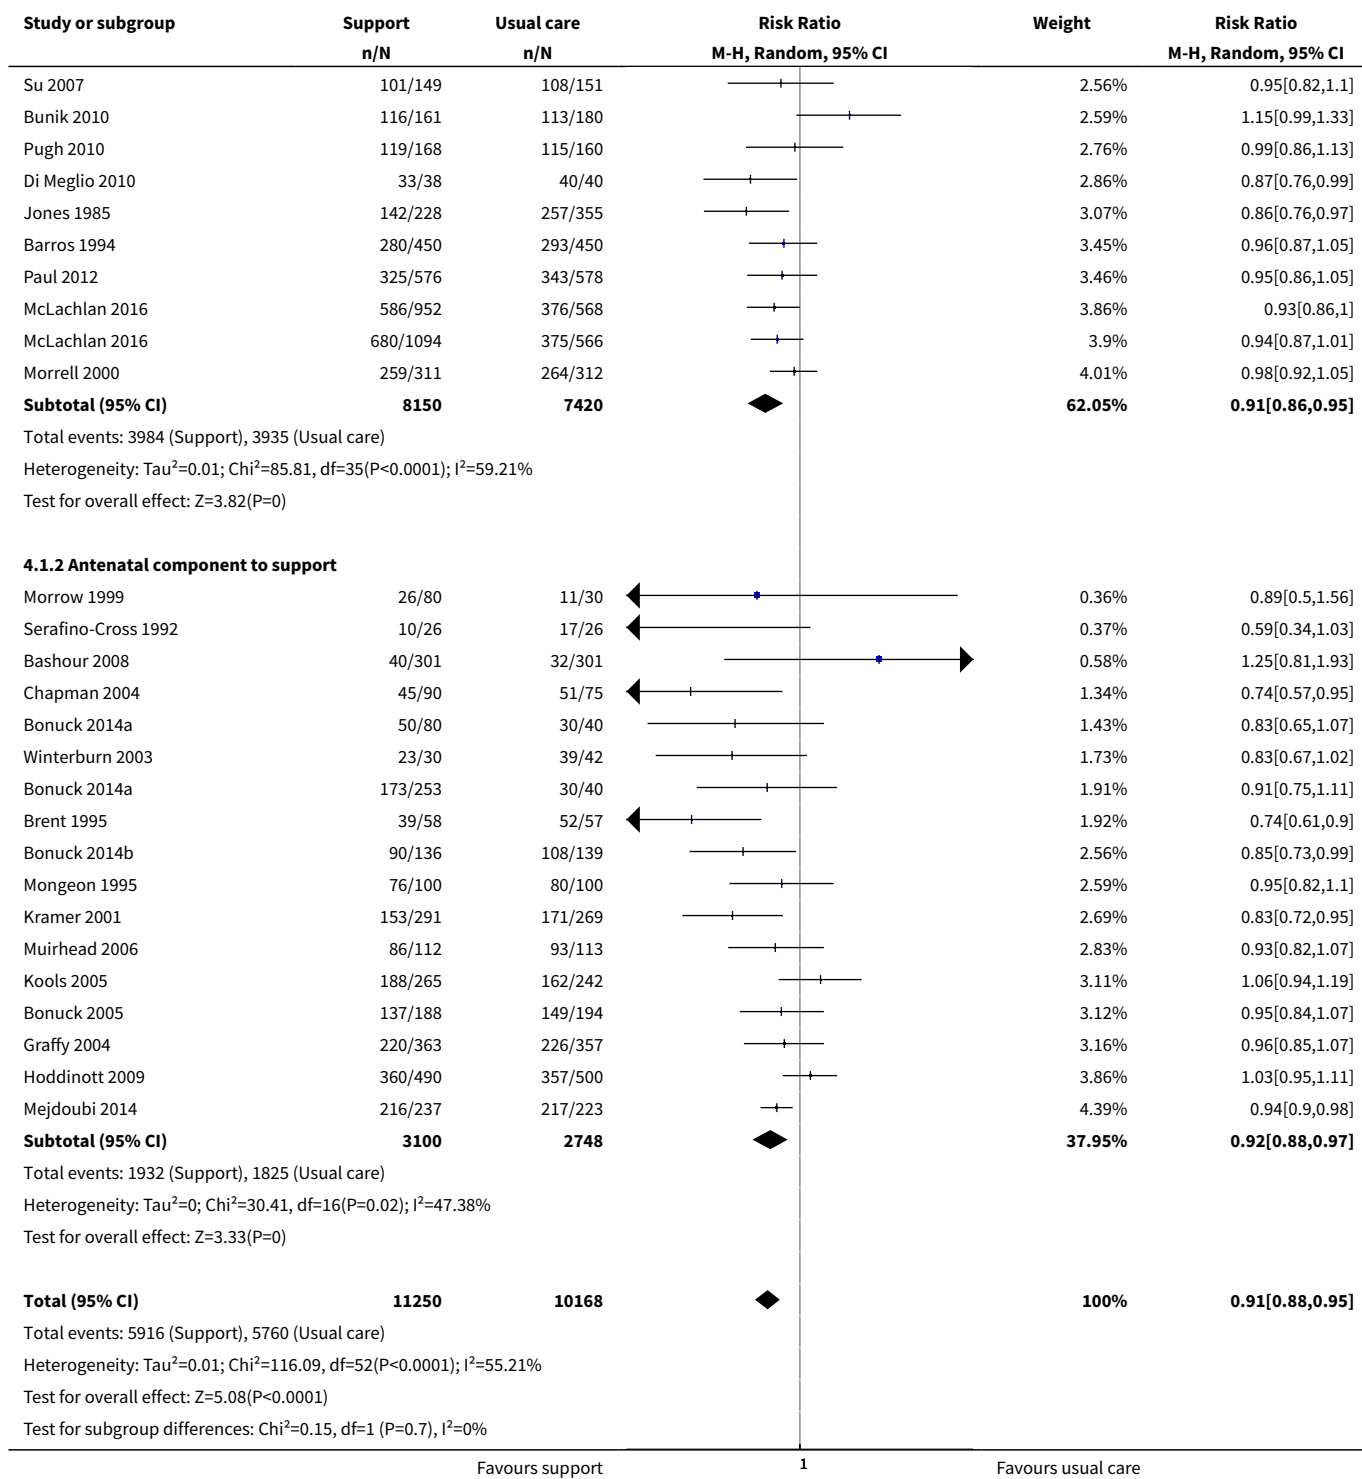 Study or subgroup Support Usual care Risk Ratio Weight Risk Ratio
n/N n/N M-H, Random, 95% CI M-H, Random, 95% CI
Su 2007 101/149 108/151 2.56% 0.95[0.82,1.1]
Bunik 2010 116/161 113/180 2.59% 1.15[0.99,1.33]
Pugh 2010 119/168 115/160 2.76% 0.99[0.86,1.13]
Di Meglio 2010 33/38 40/40 2.86% 0.87[0.76,0.99]
Jones 1985 142/228 257/355 3.07% 0.86[0.76,0.97]
Barros 1994 280/450 293/450 3.45% 0.96[0.87,1.05]
Paul 2012 325/576 343/578 3.46% 0.95[0.86,1.05]
McLachlan 2016 586/952 376/568 3.86% 0.93[0.86,1]
McLachlan 2016 680/1094 375/566 3.9% 0.94[0.87,1.01]
Morrell 2000 259/311 264/312 4.01% 0.98[0.92,1.05]
Subtotal (95% CI) 8150 7420 62.05% 0.91[0.86,0.95]
Total events: 3984 (Support), 3935 (Usual care)
Heterogeneity: Tau²=0.01; Chi²=85.81, df=35(P<0.0001); I²=59.21%
Test for overall effect: Z=3.82(P=0)
4.1.2 Antenatal component to support
Morrow 1999 26/80 11/30 0.36% 0.89[0.5,1.56]
Serafino-Cross 1992 10/26 17/26 0.37% 0.59[0.34,1.03]
Bashour 2008 40/301 32/301 0.58% 1.25[0.81,1.93]
Chapman 2004 45/90 51/75 1.34% 0.74[0.57,0.95]
Bonuck 2014a 50/80 30/40 1.43% 0.83[0.65,1.07]
Winterburn 2003 23/30 39/42 1.73% 0.83[0.67,1.02]
Bonuck 2014a 173/253 30/40 1.91% 0.91[0.75,1.11]
Brent 1995 39/58 52/57 1.92% 0.74[0.61,0.9]
Bonuck 2014b 90/136 108/139 2.56% 0.85[0.73,0.99]
Mongeon 1995 76/100 80/100 2.59% 0.95[0.82,1.1]
Kramer 2001 153/291 171/269 2.69% 0.83[0.72,0.95]
Muirhead 2006 86/112 93/113 2.83% 0.93[0.82,1.07]
Kools 2005 188/265 162/242 3.11% 1.06[0.94,1.19]
Bonuck 2005 137/188 149/194 3.12% 0.95[0.84,1.07]
Graffy 2004 220/363 226/357 3.16% 0.96[0.85,1.07]
Hoddinott 2009 360/490 357/500 3.86% 1.03[0.95,1.11]
Mejdoubi 2014 216/237 217/223 4.39% 0.94[0.9,0.98]
Subtotal (95% CI) 3100 2748 37.95% 0.92[0.88,0.97]
Total events: 1932 (Support), 1825 (Usual care)
Heterogeneity: Tau²=0; Chi²=30.41, df=16(P=0.02); I²=47.38%
Test for overall effect: Z=3.33(P=0)
Total (95% CI) 11250 10168 100% 0.91[0.88,0.95]
Total events: 5916 (Support), 5760 (Usual care)
Heterogeneity: Tau²=0.01; Chi²=116.09, df=52(P<0.0001); I²=55.21%
Test for overall effect: Z=5.08(P<0.0001)
Test for subgroup differences: Chi²=0.15, df=1 (P=0.7), I²=0%
Favours support 1 Favours usual care